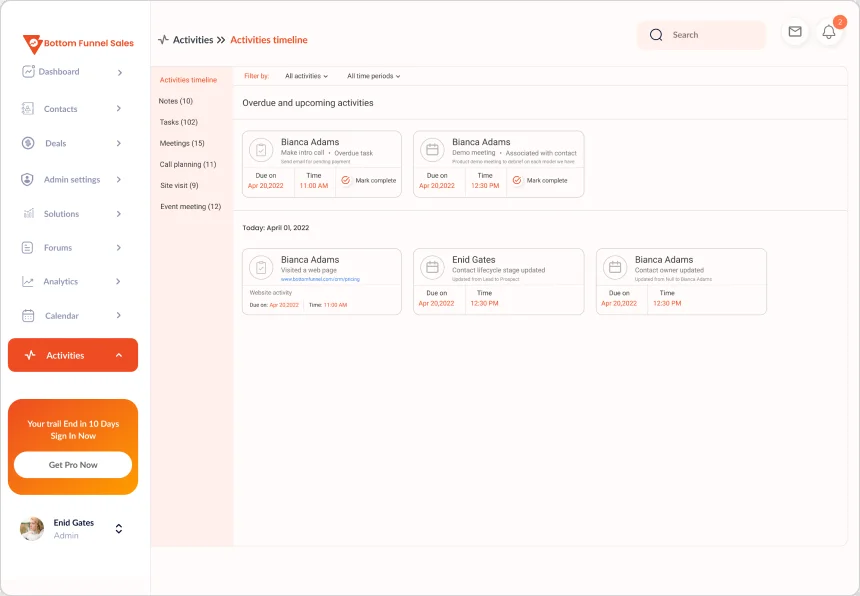 Bottom Funnel Sales
Dashboard
Contacts
Deals
Admin settings
Solutions
Forums
Analytics
Calendar
Activities
Your trail End in 10 Days
Sign In Now
Get Pro Now
Enid Gates
Admin
Activities
Activities timeline
Search
2
Activities timeline
Notes (10)
Tasks (102)
Meetings (15)
Call planning (11)
Site visit (9)
Event meeting (12)
Filter by: All activities All time periods
Overdue and upcoming activities
Bianca Adams
Make intro call • Overdue task
Send email for sending payment
Due on
Apr 20,2022
Time
11:00 AM
Mark complete
Bianca Adams
Demo meeting • Associated with contact
Product demo meeting to debrief on each model we have
Due on
Apr 20,2022
Time
12:30 PM
Mark complete
Today: April 01, 2022
Bianca Adams
Visited a web page
www.bottomfunnel.com/crm/pricing
Website activity
Due on: Apr 20,2022 Time: 11:00 AM
Enid Gates
Contact lifecycle stage updated
Updated from Lead to Prospect
Due on
Apr 20,2022
Time
12:30 PM
Bianca Adams
Contact owner updated
Updated from Null to Bianca Adams
Due on
Apr 20,2022
Time
12:30 PM